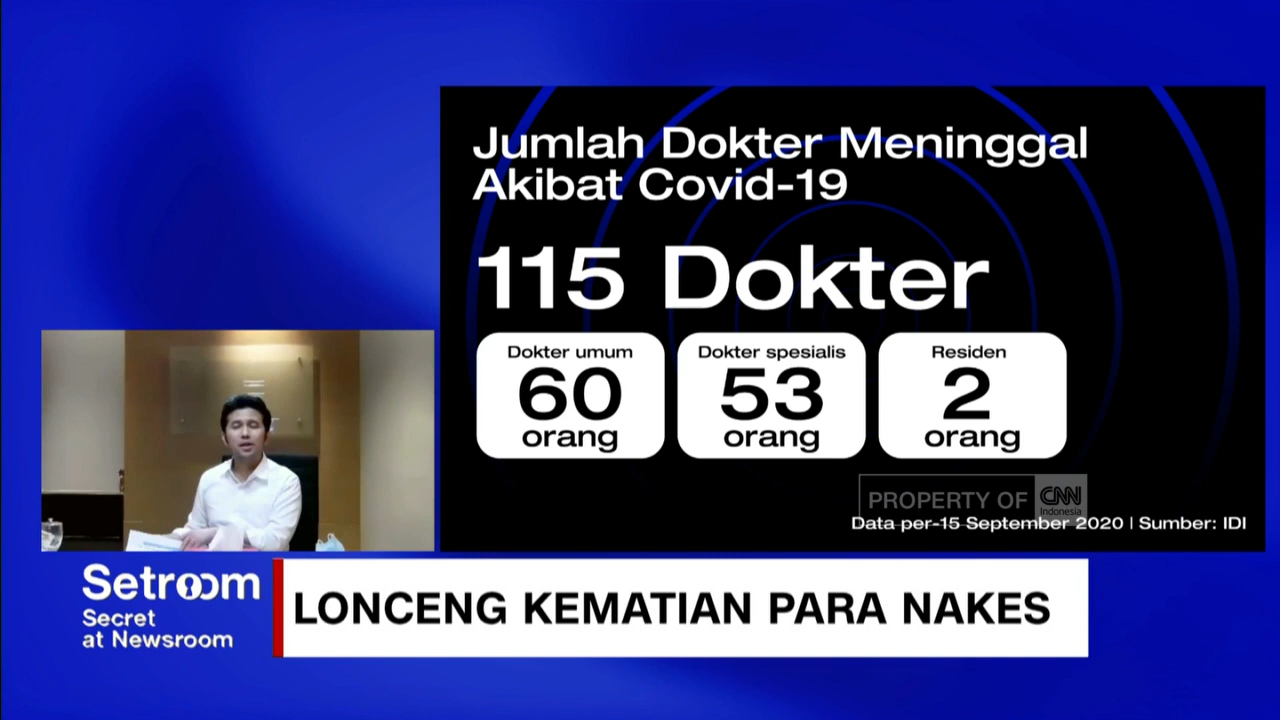 Jumlah Dokter Meninggal
Akibat Covid-19
115 Dokter
Dokter umum
60
orang
Dokter spesialis
53
orang
Residen
2
orang
PROPERTY OF CNN
Indonesia
Data per-15 September 2020 | Sumber: IDI
Setroom
Secret
at Newsroom
LONCENG KEMATIAN PARA NAKES